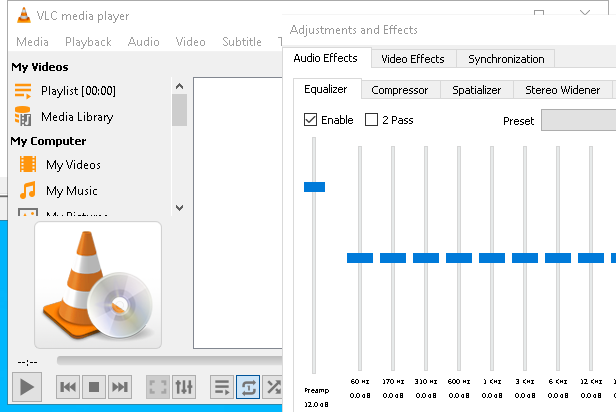 VLC media player
Media Playback Audio Video Subtitle
My Videos
Playlist [00:00]
Media Library
My Computer
My Videos
My Music
My Pictures
--:--
Adjustments and Effects
Audio Effects Video Effects Synchronization
Equalizer Compressor Spatializer Stereo Widener
Enable 2 Pass Preset
60 Hz 170 Hz 310 Hz 600 Hz 1 KHz 3 KHz 6 KHz 12 KHz
Preamp 0.0 dB 0.0 dB 0.0 dB 0.0 dB 0.0 dB 0.0 dB 0.0 dB 0.0 dB
12.0 dB